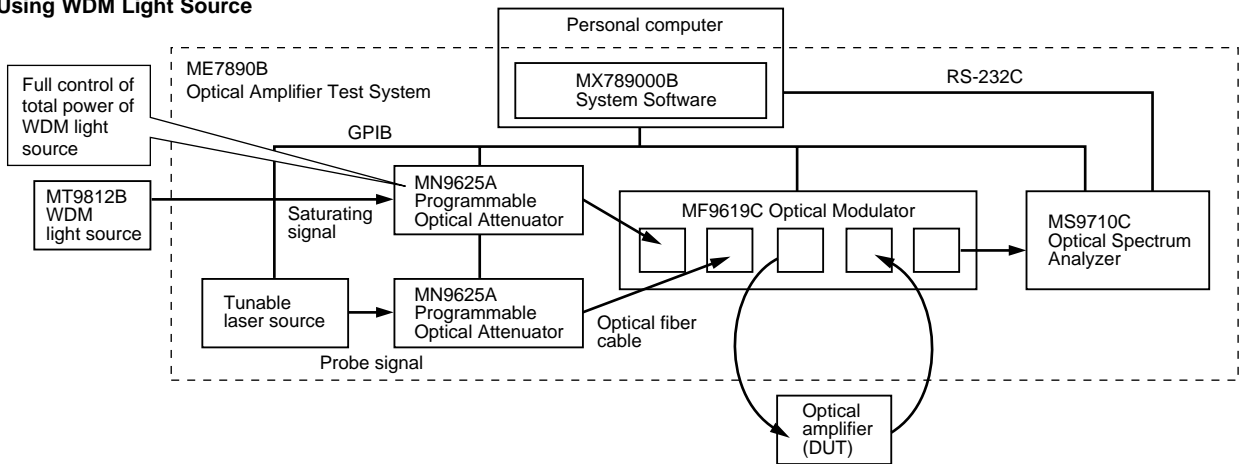 Using WDM Light Source
Personal computer
MX789000B
System Software
ME7890B
Optical Amplifier Test System
RS-232C
Full control of
total power of
WDM light
source
GPIB
MT9812B
WDM
light source
Saturating
signal
MN9625A
Programmable
Optical Attenuator
MF9619C Optical Modulator
MS9710C
Optical Spectrum
Analyzer
Tunable
laser source
MN9625A
Programmable
Optical Attenuator
Optical fiber
cable
Probe signal
Optical
amplifier
(DUT)